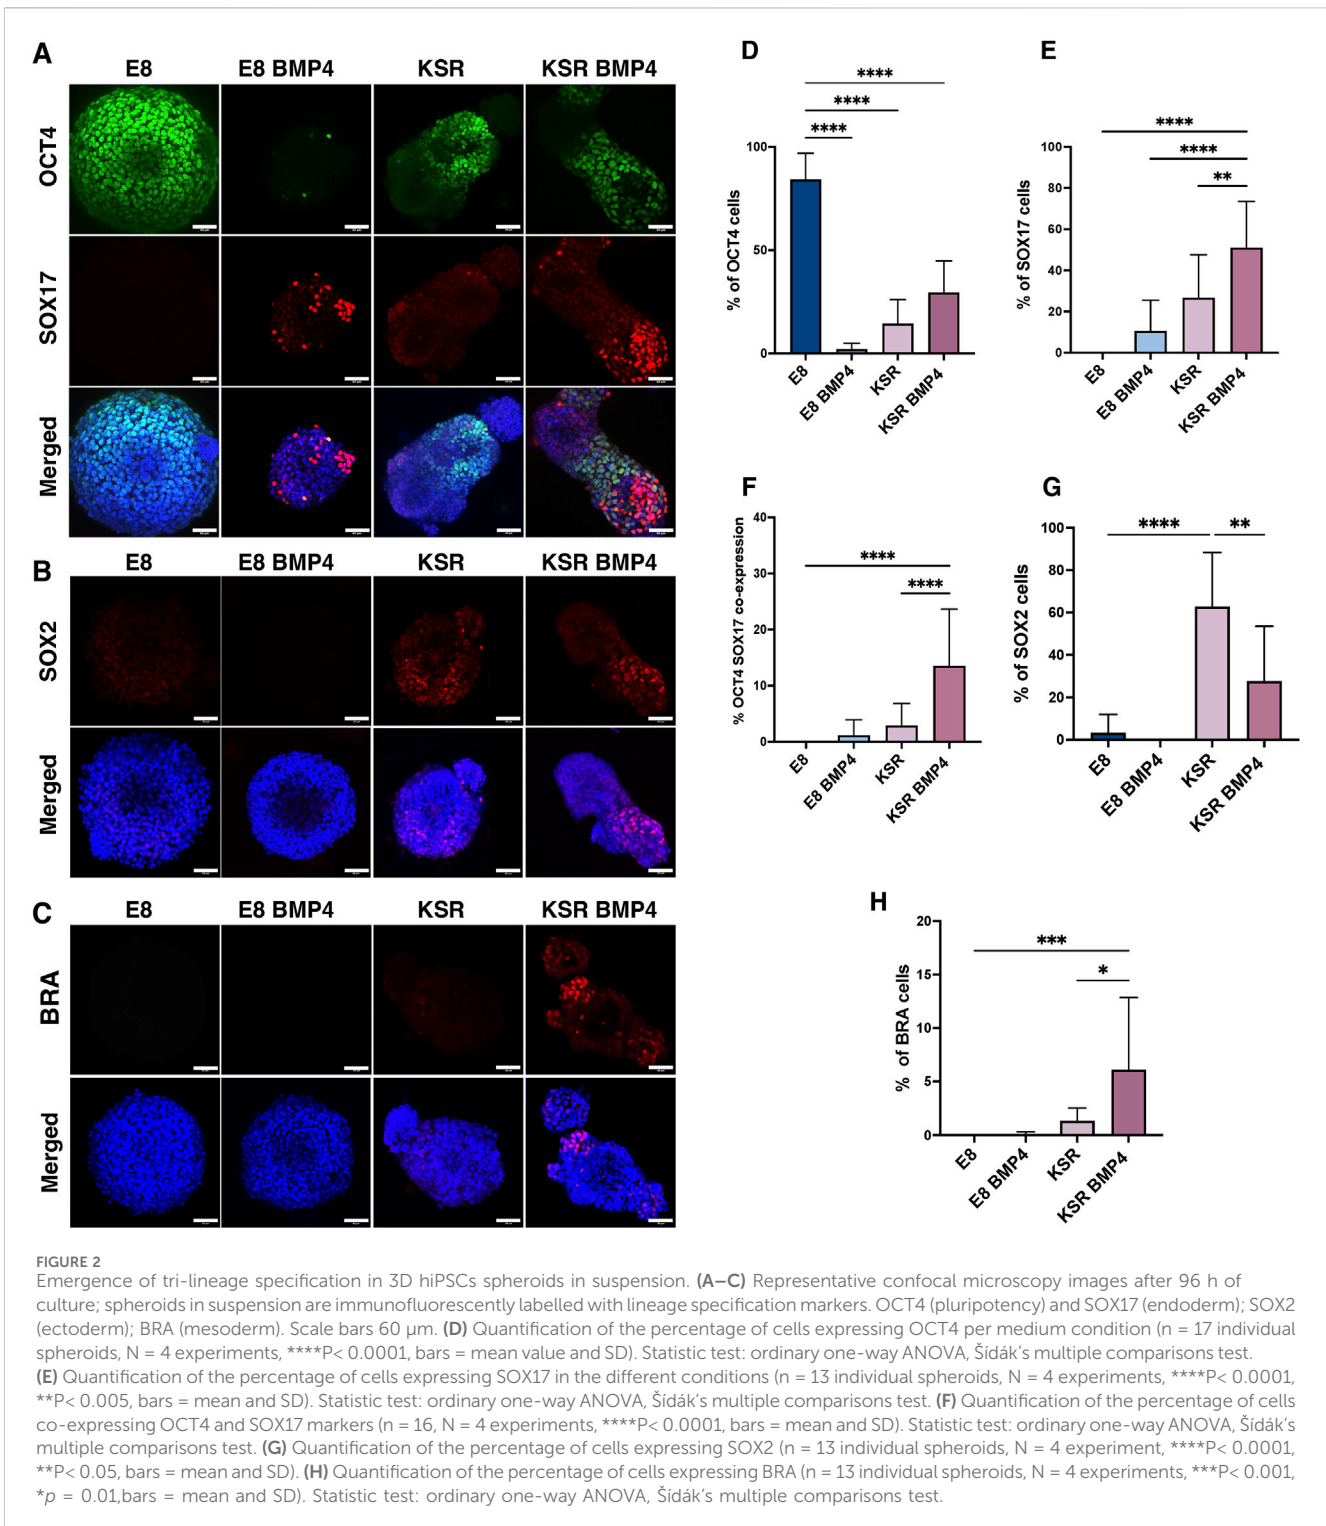 A
E8 E8 BMP4 KSR KSR BMP4
OCT4
SOX17
Merged
B
E8 E8 BMP4 KSR KSR BMP4
SOX2
Merged
C
E8 E8 BMP4 KSR KSR BMP4
BRA
Merged
D
% of OCT4 cells
100
50
0
****
****
****
E8
E8 BMP4
KSR
KSR BMP4
E
% of SOX17 cells
100
80
60
40
20
0
****
****
**
E8
E8 BMP4
KSR
KSR BMP4
F
% OCT4 SOX17 co-expression
40
30
20
10
0
****
****
E8
E8 BMP4
KSR
KSR BMP4
G
% of SOX2 cells
100
80
60
40
20
0
****
**
E8
E8 BMP4
KSR
KSR BMP4
H
% of BRA cells
20
15
10
5
0
***
*
E8
E8 BMP4
KSR
KSR BMP4
FIGURE 2
Emergence of tri-lineage specification in 3D hiPSCs spheroids in suspension. (A–C) Representative confocal microscopy images after 96 h of
culture; spheroids in suspension are immunofluorescently labelled with lineage specification markers. OCT4 (pluripotency) and SOX17 (endoderm); SOX2
(ectoderm); BRA (mesoderm). Scale bars 60 µm. (D) Quantification of the percentage of cells expressing OCT4 per medium condition (n = 17 individual
spheroids, N = 4 experiments, ****P< 0.0001, bars = mean value and SD). Statistic test: ordinary one-way ANOVA, Šídák's multiple comparisons test.
(E) Quantification of the percentage of cells expressing SOX17 in the different conditions (n = 13 individual spheroids, N = 4 experiments, ****P< 0.0001,
**P< 0.005, bars = mean and SD). Statistic test: ordinary one-way ANOVA, Šídák's multiple comparisons test. (F) Quantification of the percentage of cells
co-expressing OCT4 and SOX17 markers (n = 16, N = 4 experiments, ****P< 0.0001, bars = mean and SD). Statistic test: ordinary one-way ANOVA, Šídák's
multiple comparisons test. (G) Quantification of the percentage of cells expressing SOX2 (n = 13 individual spheroids, N = 4 experiment, ****P< 0.0001,
**P< 0.05, bars = mean and SD). (H) Quantification of the percentage of cells expressing BRA (n = 13 individual spheroids, N = 4 experiments, ***P< 0.001,
*p = 0.01,bars = mean and SD). Statistic test: ordinary one-way ANOVA, Šídák's multiple comparisons test.